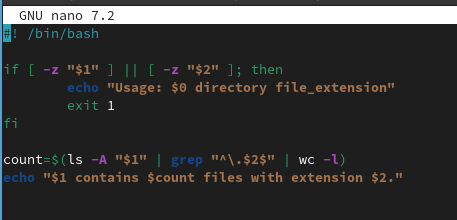 GNU nano 7.2
#! /bin/bash
if [ -z "$1" ] || [ -z "$2" ]; then
echo "Usage: $0 directory file_extension"
exit 1
fi
count=$(ls -A "$1" | grep "^\.$2$" | wc -l)
echo "$1 contains $count files with extension $2."